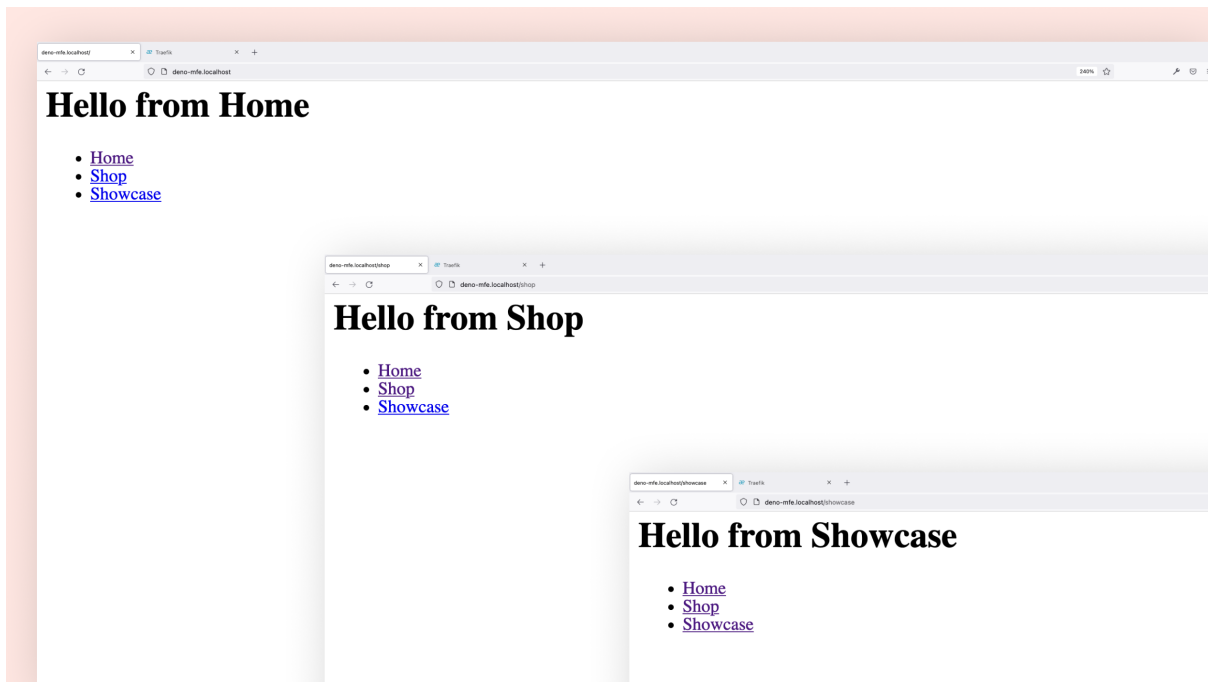 deno-mfe.localhost/
Traefik
deno-mfe.localhost
240%
Hello from Home
Home
Shop
Showcase
deno-mfe.localhost/shop
Traefik
deno-mfe.localhost/shop
Hello from Shop
Home
Shop
Showcase
deno-mfe.localhost/showcase
Traefik
deno-mfe.localhost/showcase
Hello from Showcase
Home
Shop
Showcase